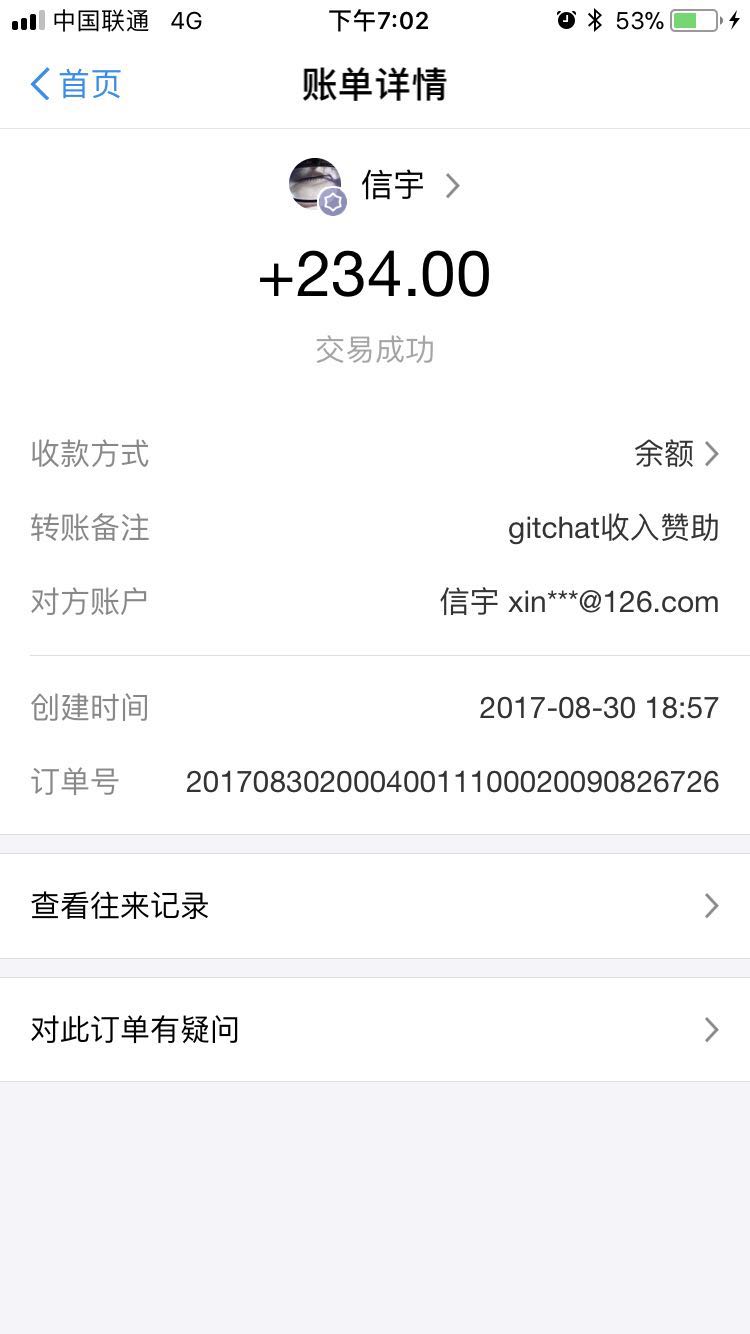 中国联通 4G 下午7:02 53%
首页 账单详情
信宇
+234.00
交易成功
收款方式 余额
转账备注 gitchat收入赞助
对方账户 信宇 xin***@126.com
创建时间 2017-08-30 18:57
订单号 20170830200040011100020090826726
查看往来记录
对此订单有疑问